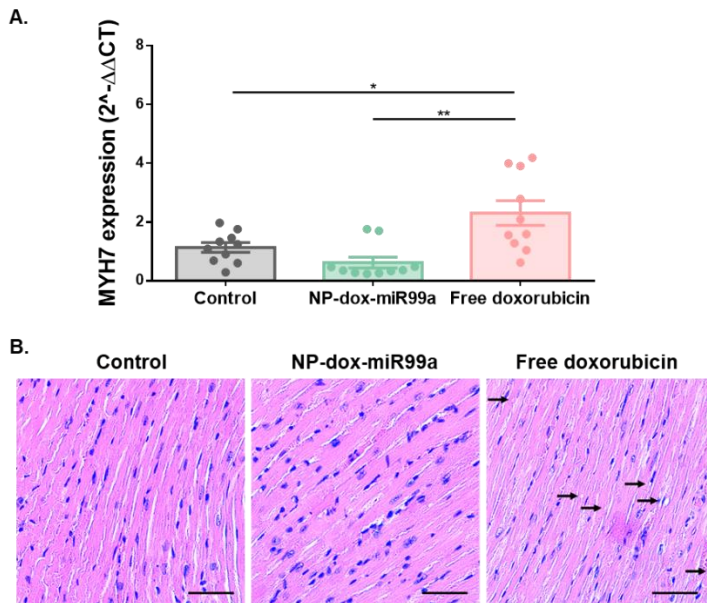 A.
MYH7 expression (2^-ΔΔCT)
8
6
4
2
0
*
**
Control
NP-dox-miR99a
Free doxorubicin
B.
Control
NP-dox-miR99a
Free doxorubicin